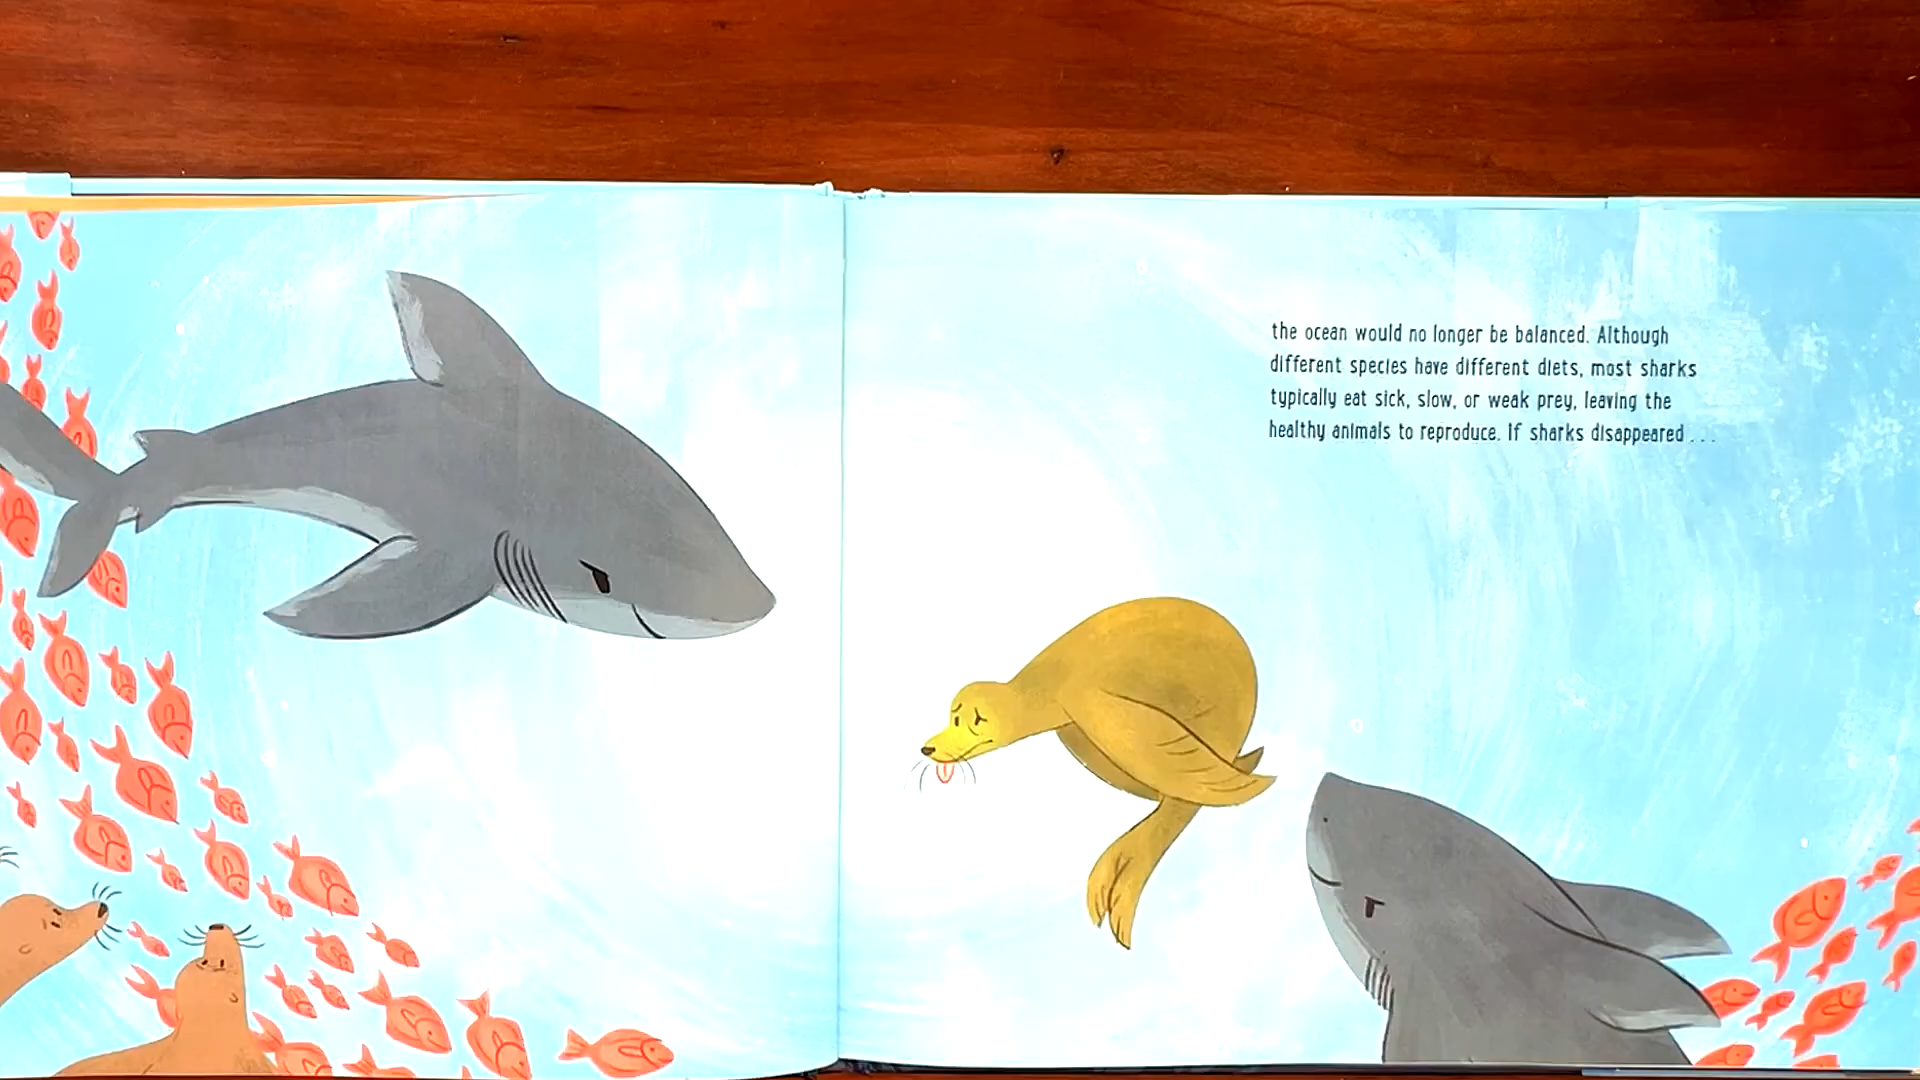 the ocean would no longer be balanced. Although
different species have different diets, most sharks
typically eat sick, slow, or weak prey, leaving the
healthy animals to reproduce. If sharks disappeared . . .